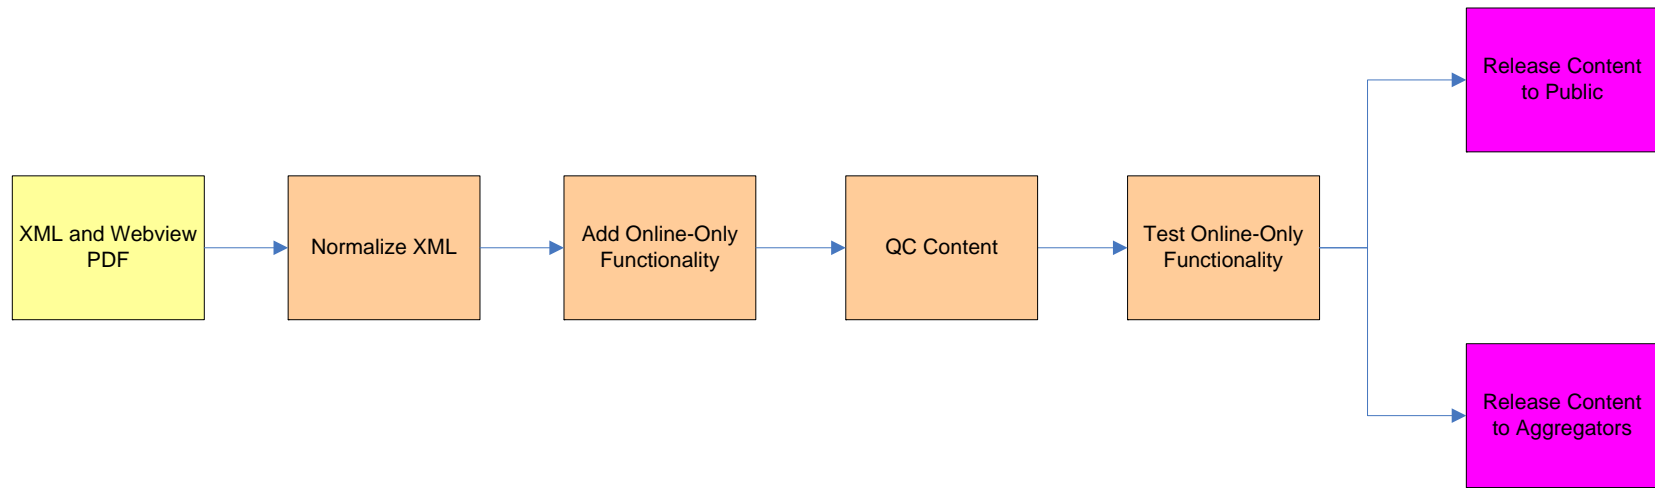 XML and Webview
PDF
Normalize XML
Add Online-Only
Functionality
QC Content
Test Online-Only
Functionality
Release Content
to Public
Release Content
to Aggregators